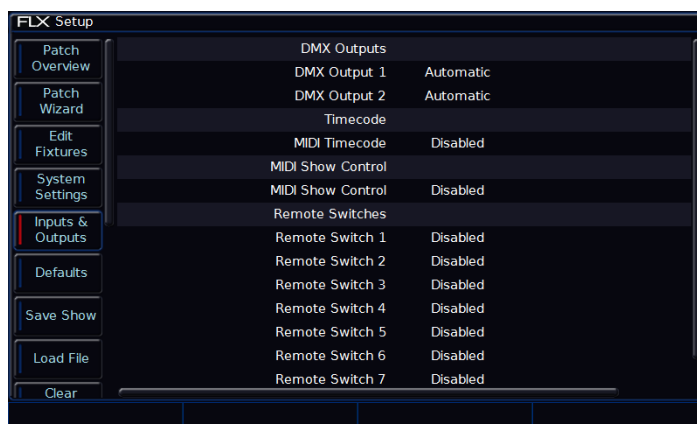 FLX Setup
Patch
Overview
Patch
Wizard
Edit
Fixtures
System
Settings
Inputs &
Outputs
Defaults
Save Show
Load File
Clear
DMX Outputs
DMX Output 1 Automatic
DMX Output 2 Automatic
Timecode
MIDI Timecode Disabled
MIDI Show Control
MIDI Show Control Disabled
Remote Switches
Remote Switch 1 Disabled
Remote Switch 2 Disabled
Remote Switch 3 Disabled
Remote Switch 4 Disabled
Remote Switch 5 Disabled
Remote Switch 6 Disabled
Remote Switch 7 Disabled